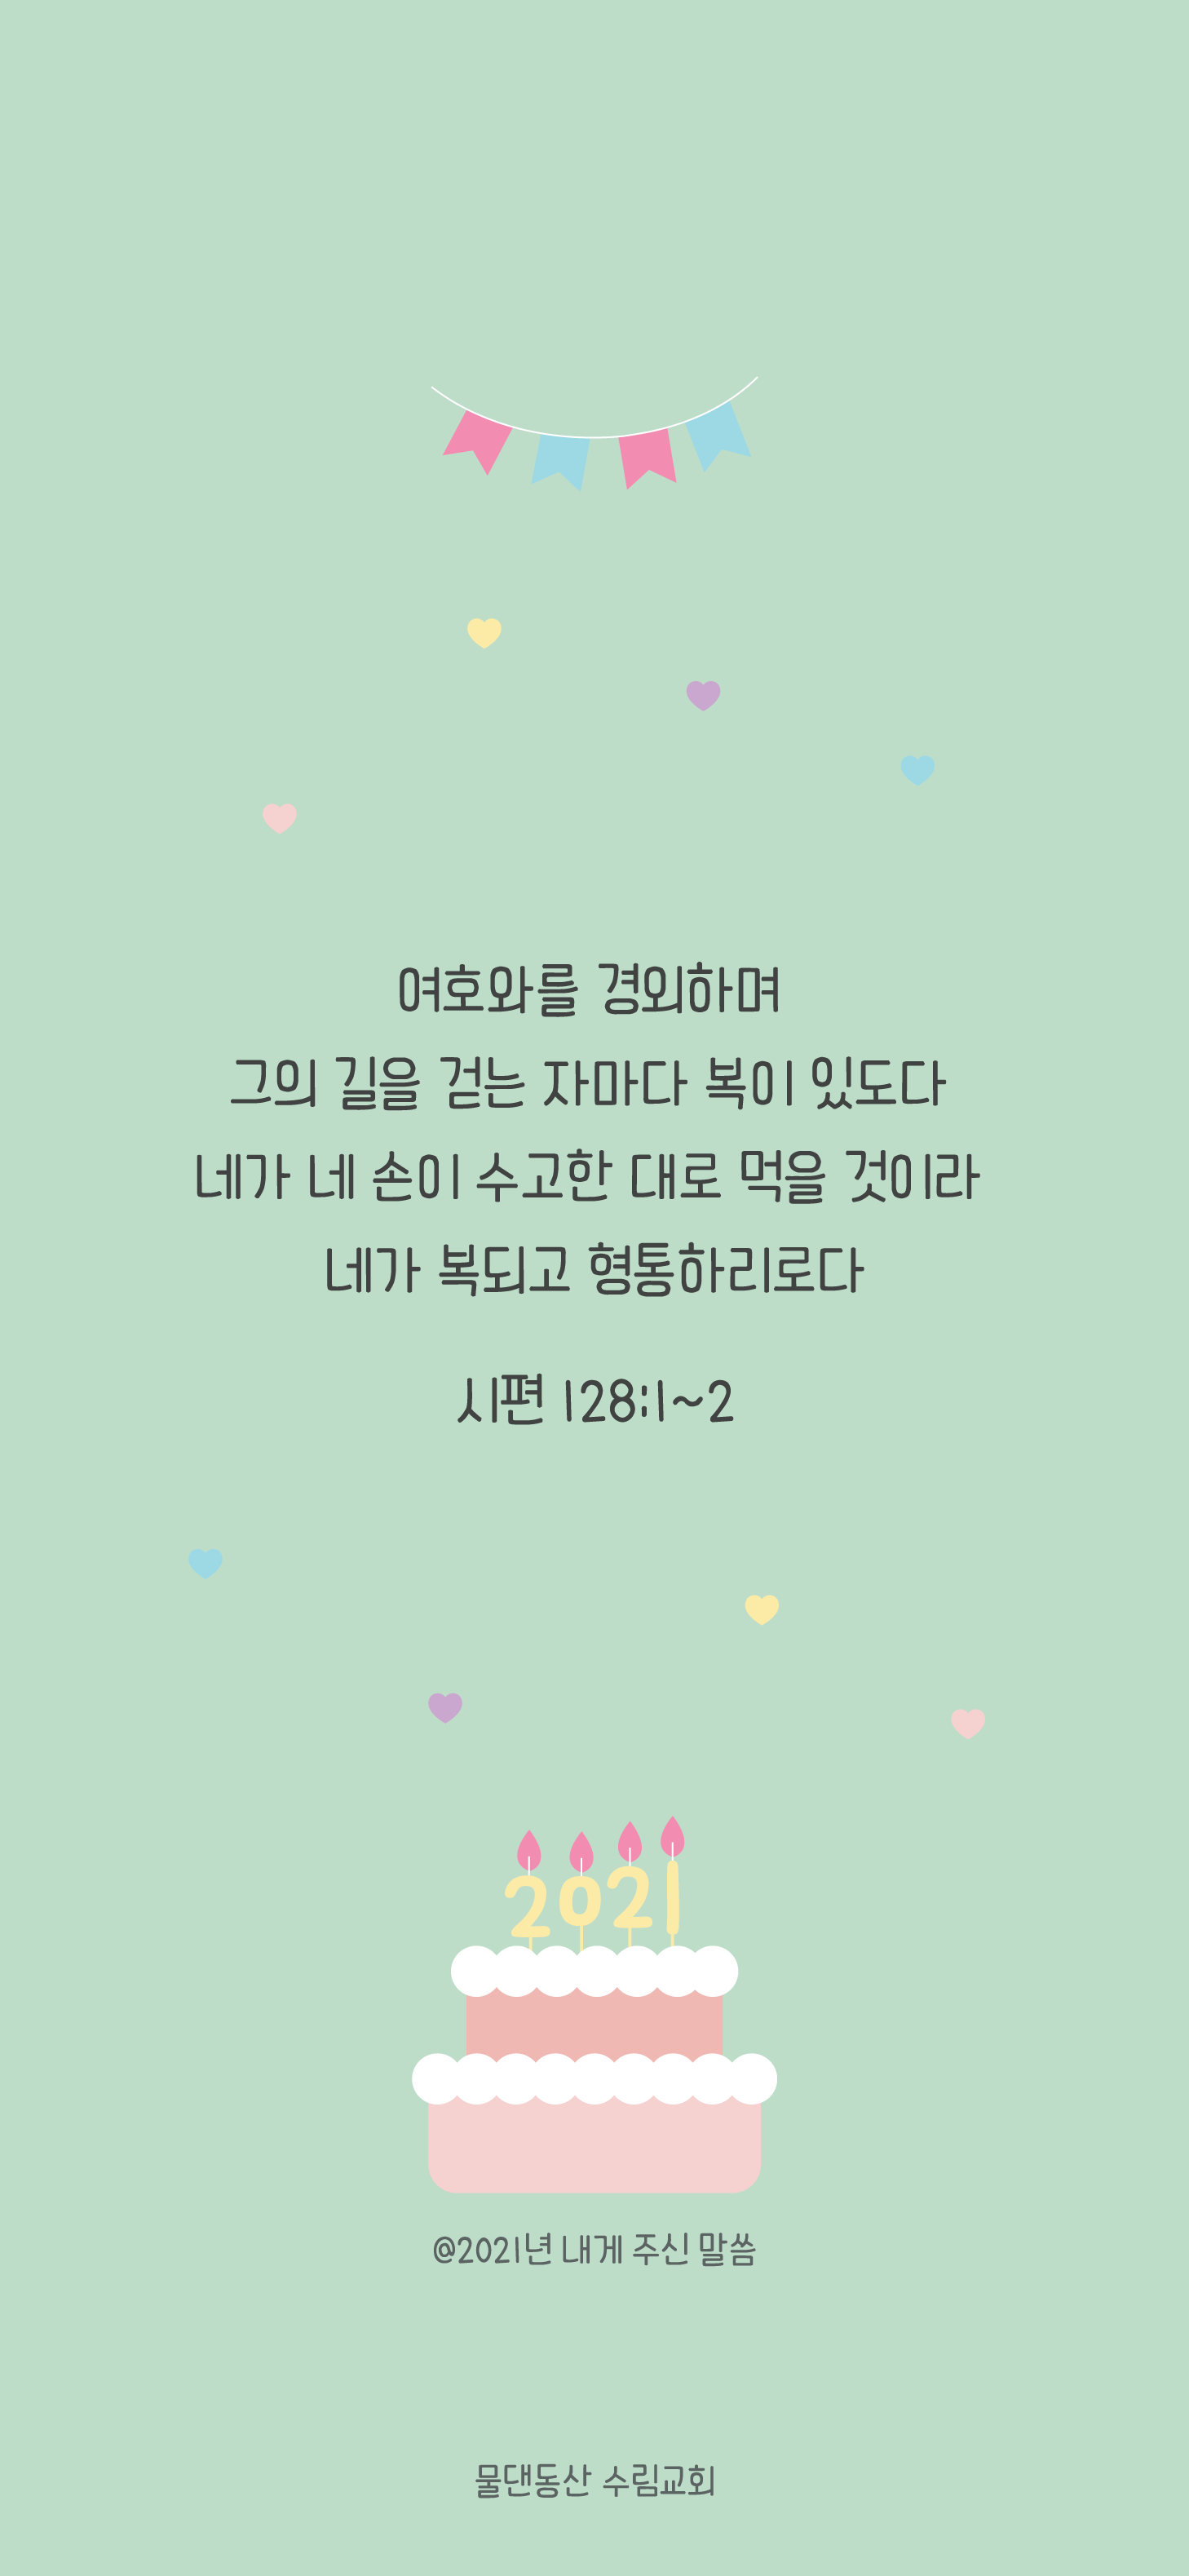 여호와를 경외하며
그의 길을 걷는 자마다 복이 있도다
네가 네 손이 수고한 대로 먹을 것이라
네가 복되고 형통하리로다
시편 128:1~2
2021
@2021년 내게 주신 말씀
물댄동산 수림교회